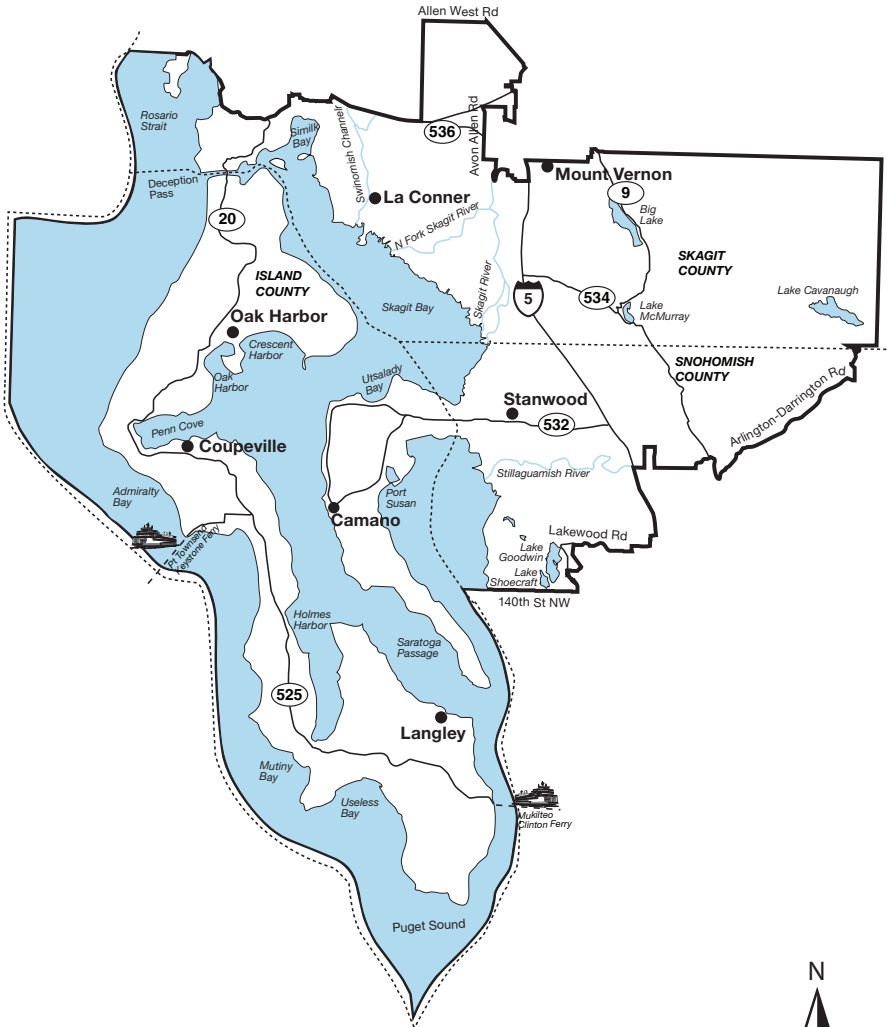 Allen West Rd
Rosario
Strait
Similk
Bay
Swinomish Channelr
536
Avon Allen Rd
Mount Vernon
Deception
Pass
La Conner
9
20
Big
Lake
N Fork Skagit River
SKAGIT
COUNTY
ISLAND
COUNTY
Skagit River
5
534
Lake Cavanaugh
Skagit Bay
Lake
McMurray
Oak Harbor
Crescent
Harbor
SNOHOMISH
COUNTY
Utsalady
Bay
Oak
Harbor
Arlington-Darrington Rd
Stanwood
532
Penn Cove
Coupeville
Stillaguamish River
Admiralty
Bay
Port
Susan
Camano
Pt Townsend
Keystone Ferry
Lakewood Rd
Lake
Goodwin
Lake
Shoecraft
140th St NW
Holmes
Harbor
Saratoga
Passage
525
Langley
Mutiny
Bay
Useless
Bay
Mukilteo
Clinton Ferry
Puget Sound
N